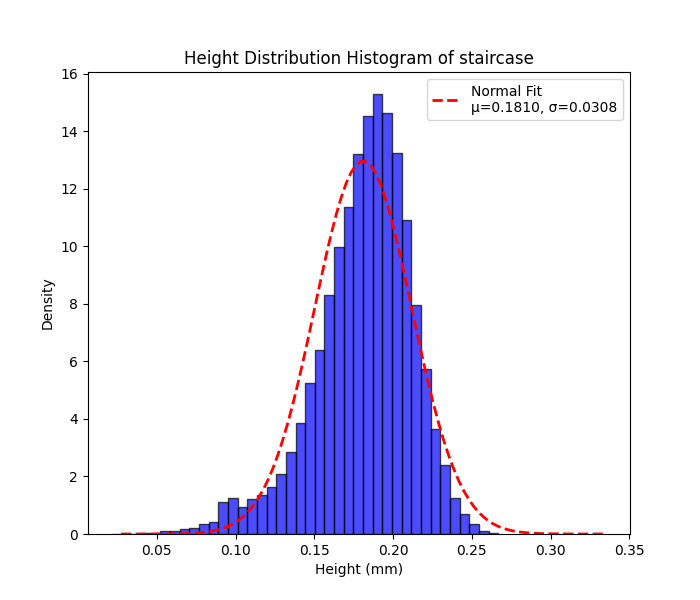 Height Distribution Histogram of staircase
Normal Fit
μ=0.1810, σ=0.0308
Density
16
14
12
10
8
6
4
2
0
0.05 0.10 0.15 0.20 0.25 0.30 0.35
Height (mm)